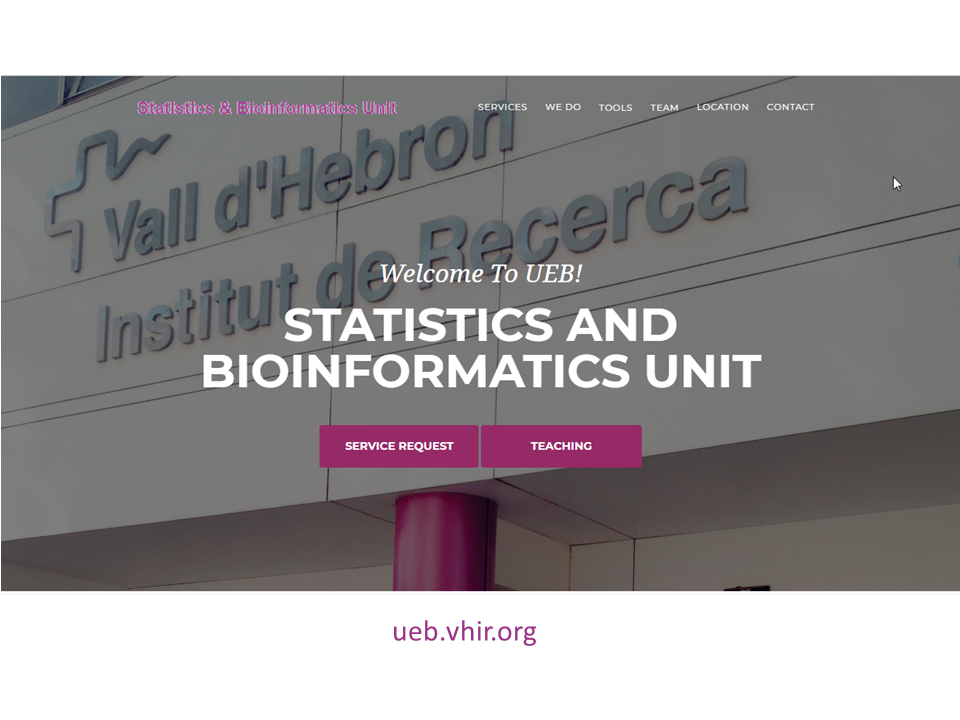 Statistics & Bioinformatics Unit
SERVICES WE DO TOOLS TEAM LOCATION CONTACT
Vall d'Hebron
Institut de Recerca
Welcome To UEB!
STATISTICS AND
BIOINFORMATICS UNIT
SERVICE REQUEST TEACHING
ueb.vhir.org